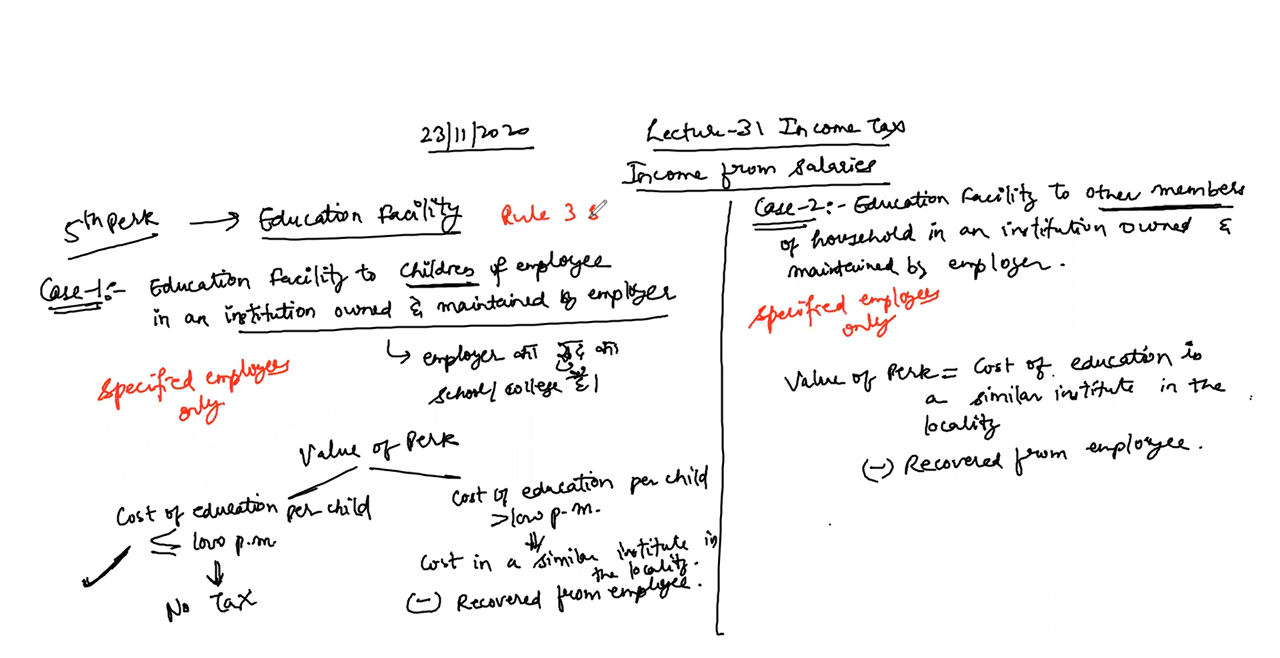 23/11/2020
Lecture-31 Income Tax
Income from Salaries
5th Perk → Education Facility Rule 3
Case-1:- Education Facility to children of employee
in an institution owned & maintained by employer
↳ employer का खुद का
school/college है।
Specified employees
only
Value of Perk
Cost of education per child
≤ 1000 p.m
⇓
No Tax
Cost of education per child
>1000 p.m.
⇓
Cost in a similar institute in
the locality.
(-) Recovered from employee.
Case-2:- Education Facility to other members
of household in an institution owned &
maintained by employer.
Specified employees
only
Value of Perk = Cost of education in
a similar institute in the
locality
(-) Recovered from employee.